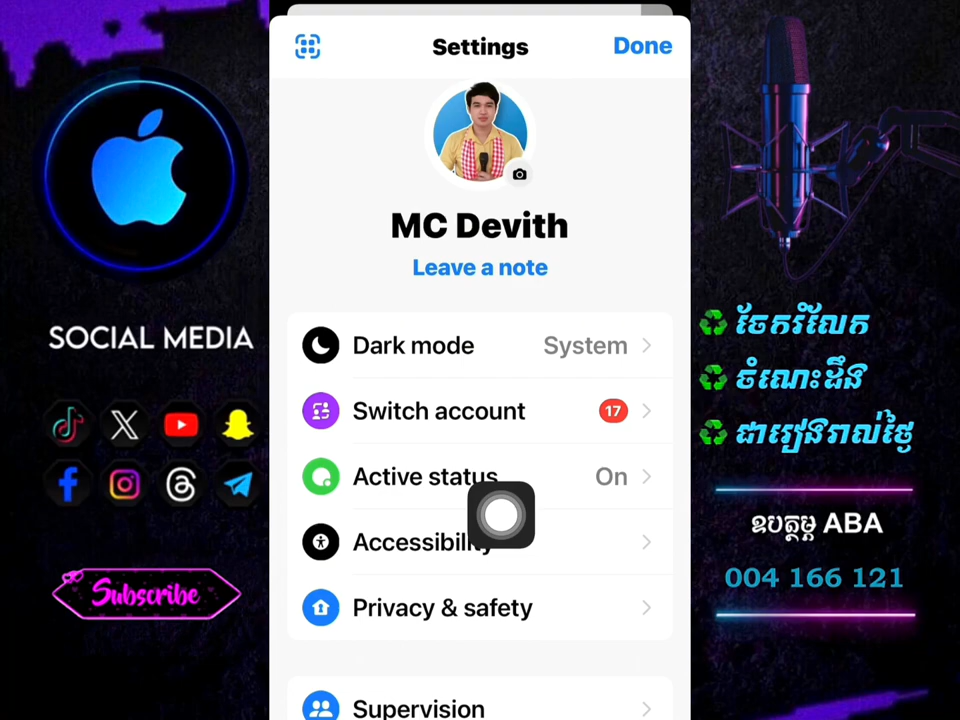 Settings
Done
MC Devith
Leave a note
Dark mode
System
Switch account
17
Active status
On
Accessibility
Privacy & safety
Supervision
SOCIAL MEDIA
Subscribe
ចែករំលែក
ចំណេះដឹង
ជារៀងរាល់ថ្ងៃ
ឧបត្ថម្ភ ABA
004 166 121